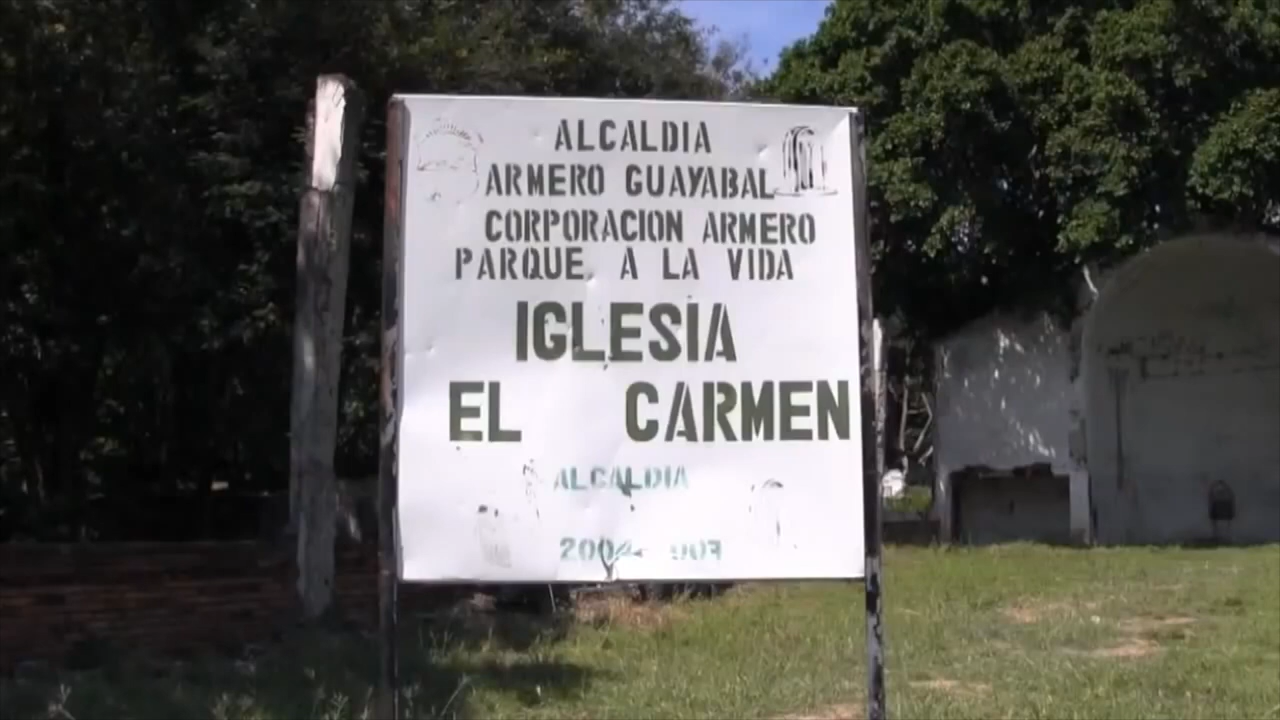 ALCALDIA
ARMERO GUAYABAL
CORPORACION ARMERO
PARQUE A LA VIDA
IGLESIA
EL CARMEN
ALCALDIA